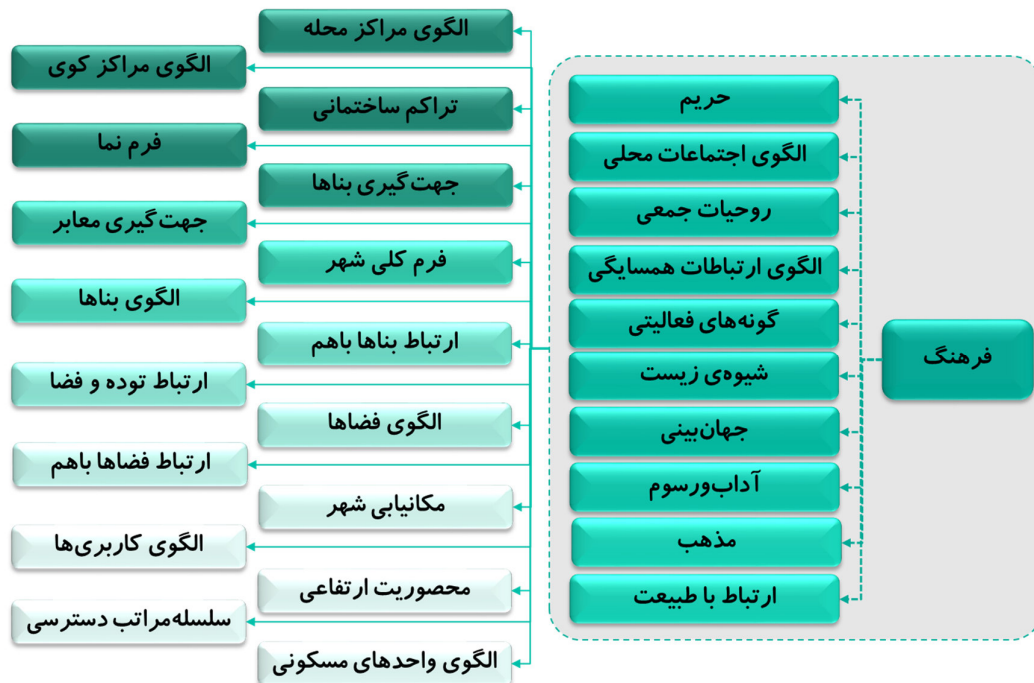 فرهنگ
حریم
الگوی اجتماعات محلی
روحیات جمعی
الگوی ارتباطات همسایگی
گونه‌های فعالیتی
شیوه‌ی زیست
جهان‌بینی
آداب‌ورسوم
مذهب
ارتباط با طبیعت
الگوی مراکز محله
الگوی مراکز کوی
تراکم ساختمانی
فرم نما
جهت‌گیری بناها
جهت‌گیری معابر
فرم کلی شهر
الگوی بناها
ارتباط بناها باهم
ارتباط توده و فضا
الگوی فضاها
ارتباط فضاها باهم
مکانیابی شهر
الگوی کاربری‌ها
محصوریت ارتفاعی
سلسله‌مراتب دسترسی
الگوی واحدهای مسکونی